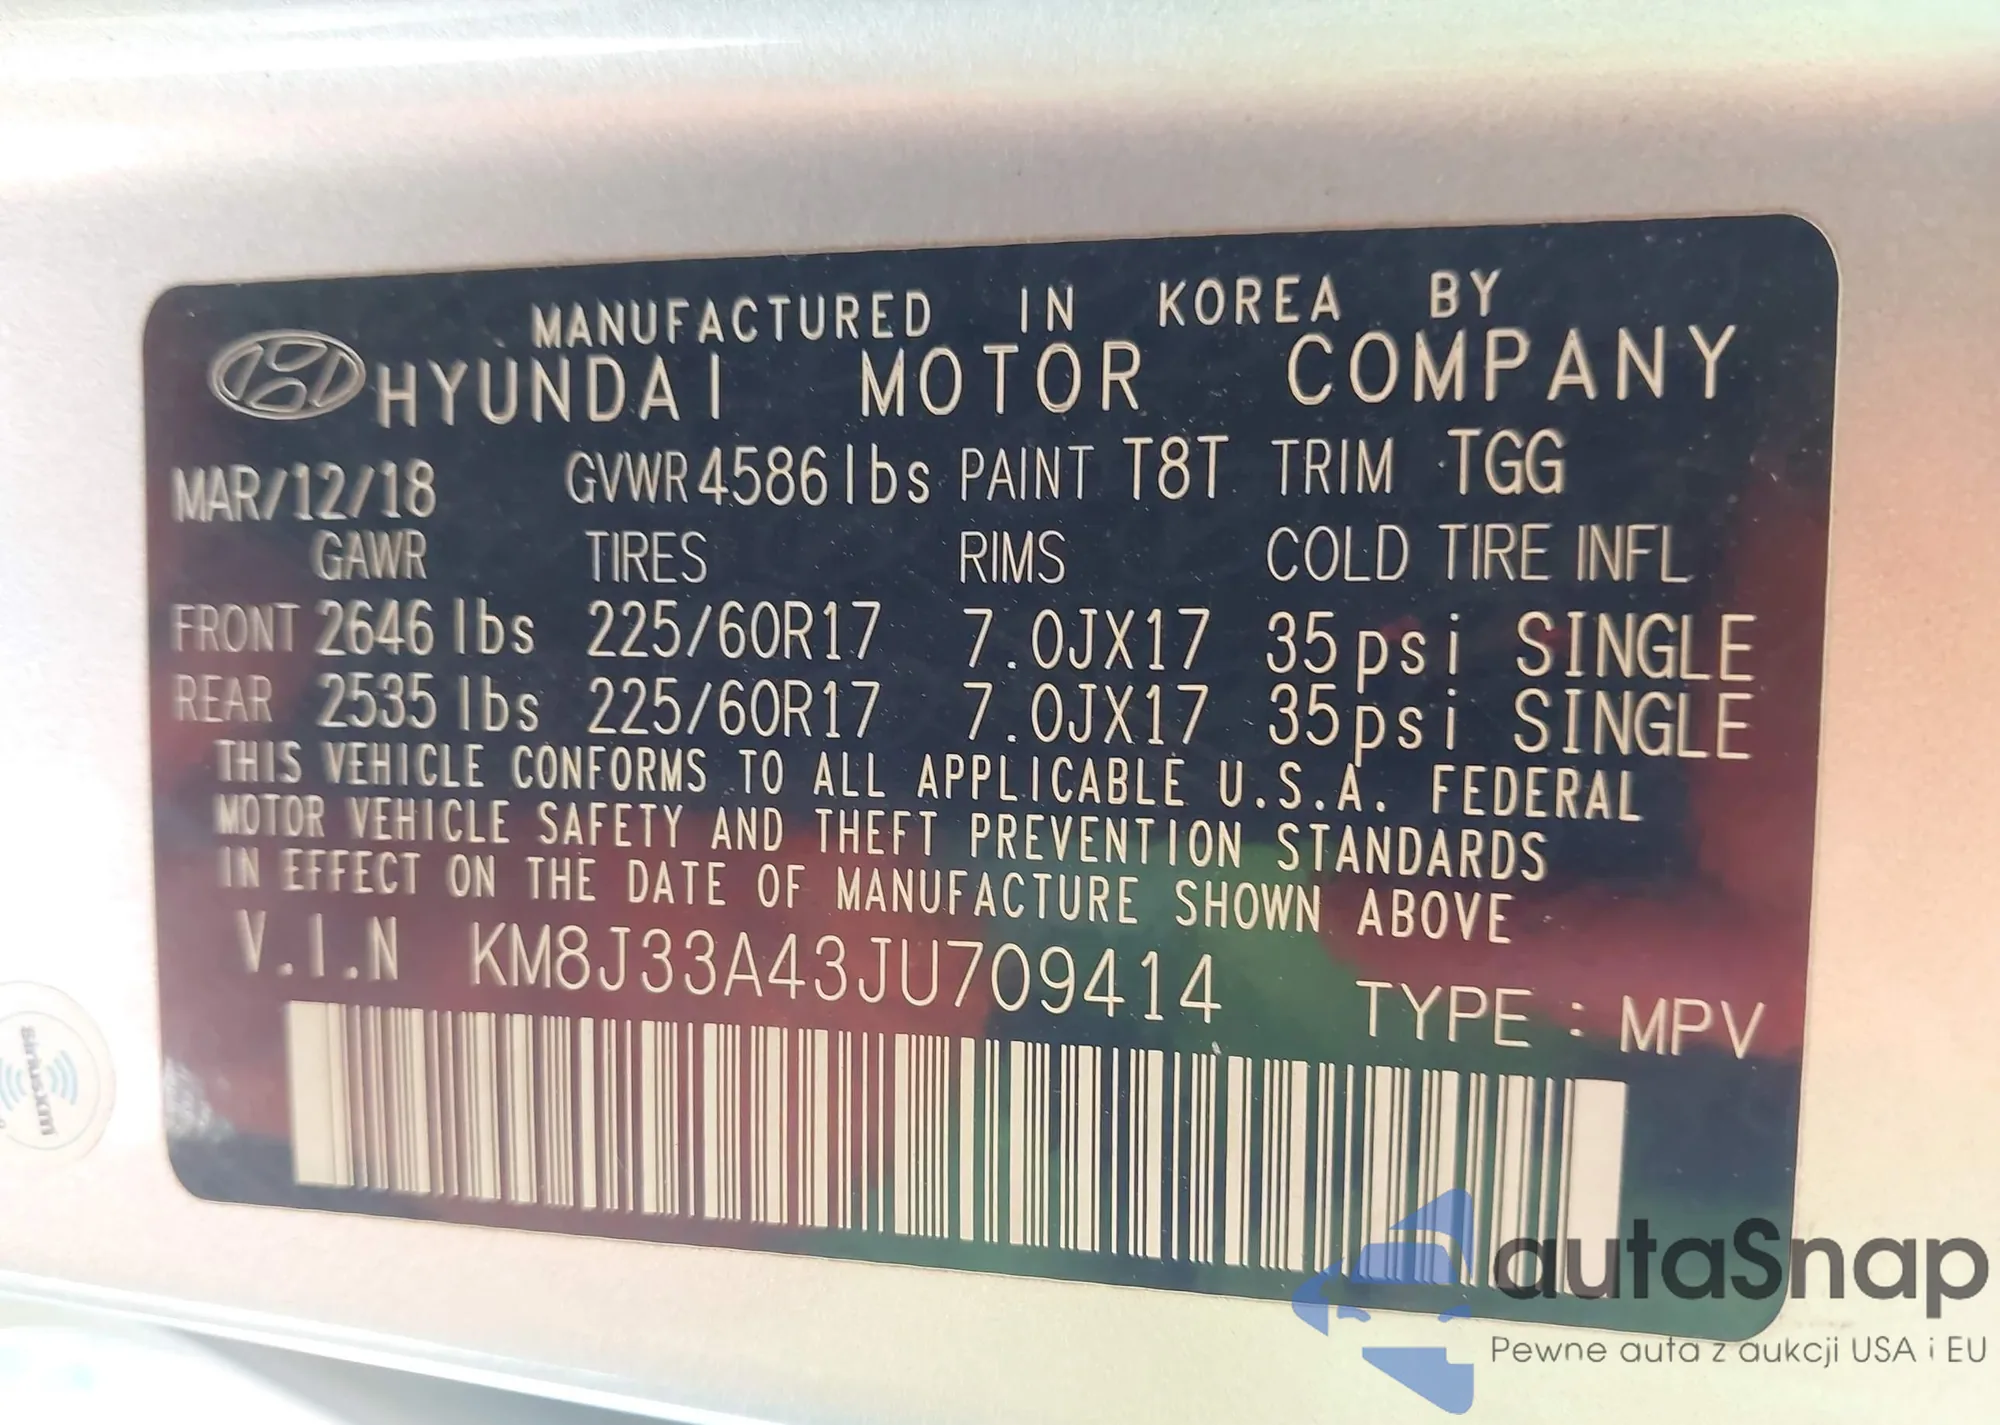 MANUFACTURED IN KOREA BY
HYUNDAI MOTOR COMPANY
MAR/12/18 GVWR 4586lbs PAINT T8T TRIM TGG
GAWR TIRES RIMS COLD TIRE INFL
FRONT 2646 lbs 225/60R17 7.0JX17 35psi SINGLE
REAR 2535 lbs 225/60R17 7.0JX17 35psi SINGLE
THIS VEHICLE CONFORMS TO ALL APPLICABLE U.S.A. FEDERAL
MOTOR VEHICLE SAFETY AND THEFT PREVENTION STANDARDS
IN EFFECT ON THE DATE OF MANUFACTURE SHOWN ABOVE
V.I.N KM8J33A43JU709414 TYPE : MPV
siriusxm
autaSnap
Pewne auta z aukcji USA i EU